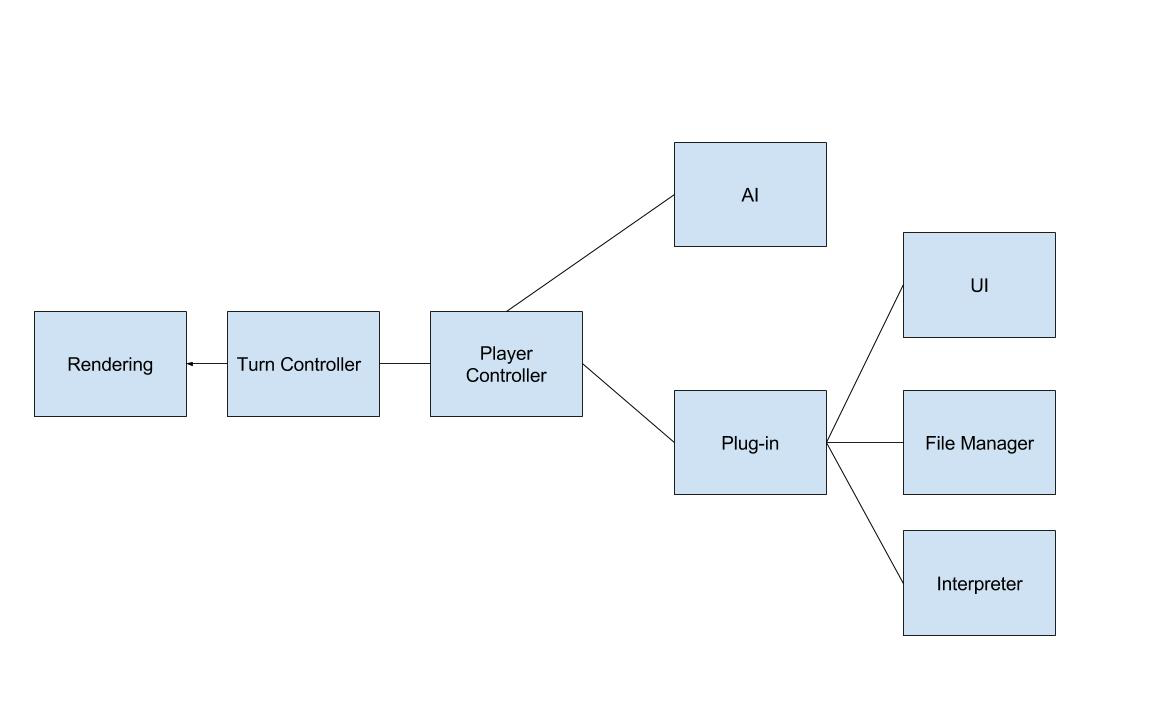 AI
UI
Rendering
Turn Controller
Player
Controller
Plug-in
File Manager
Interpreter